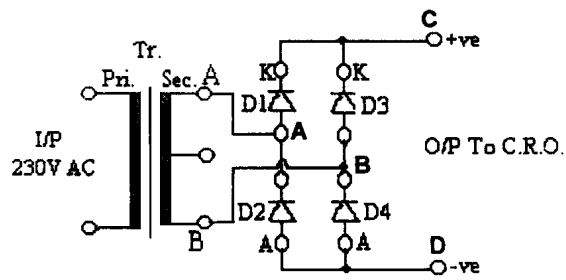 C
+ve
Tr.
Pri. Sec. A
K K
D1 D3
A
I/P
230V AC
O/P To C.R.O.
B
D2 D4
B
A A
D
-ve